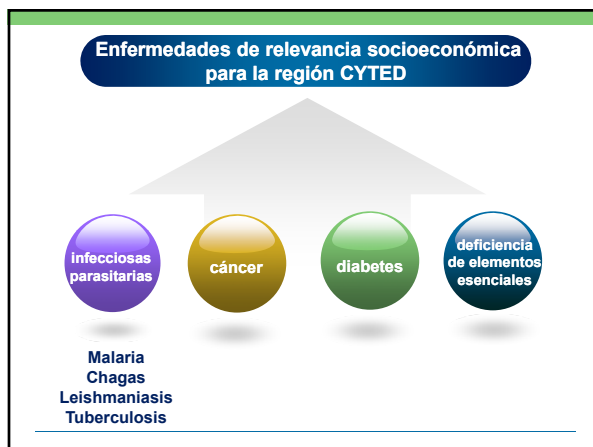 Enfermedades de relevancia socioeconómica
para la región CYTED
infecciosas
parasitarias
cáncer
diabetes
deficiencia
de elementos
esenciales
Malaria
Chagas
Leishmaniasis
Tuberculosis